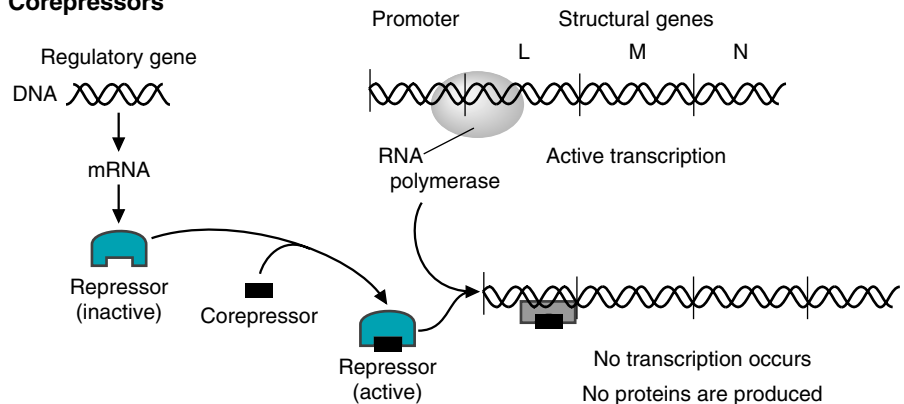 Corepressors
Promoter
Structural genes
Regulatory gene
L
M
N
DNA
RNA
polymerase
Active transcription
mRNA
Repressor
(inactive)
Corepressor
Repressor
(active)
No transcription occurs
No proteins are produced